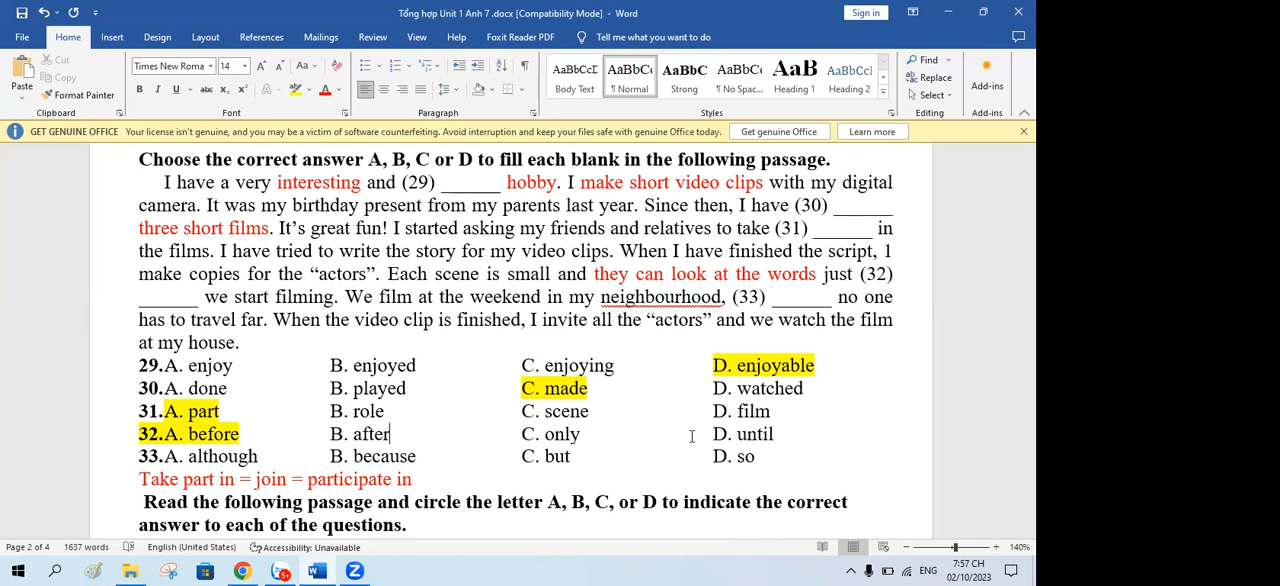 Tổng hợp Unit 1 Anh 7 .docx [Compatibility Mode] - Word
Sign in
File Home Insert Design Layout References Mailings Review View Help Foxit Reader PDF Tell me what you want to do
Paste Cut Copy Format Painter
Times New Roma 14
AaBbCcD AaBbCc AaBbC AaBbCc AaB AaBbCc
Body Text ¶ Normal Strong ¶ No Spac... Heading 1 Heading 2
Find Replace Select Add-ins
Clipboard Font Paragraph Styles Editing Add-ins
GET GENUINE OFFICE Your license isn't genuine, and you may be a victim of software counterfeiting. Avoid interruption and keep your files safe with genuine Office today. Get genuine Office Learn more
Choose the correct answer A, B, C or D to fill each blank in the following passage.
I have a very interesting and (29) ______ hobby. I make short video clips with my digital
camera. It was my birthday present from my parents last year. Since then, I have (30) ______
three short films. It's great fun! I started asking my friends and relatives to take (31) ______ in
the films. I have tried to write the story for my video clips. When I have finished the script, 1
make copies for the “actors”. Each scene is small and they can look at the words just (32)
______ we start filming. We film at the weekend in my neighbourhood, (33) ______ no one
has to travel far. When the video clip is finished, I invite all the “actors” and we watch the film
at my house.
29.A. enjoy B. enjoyed C. enjoying D. enjoyable
30.A. done B. played C. made D. watched
31.A. part B. role C. scene D. film
32.A. before B. after C. only D. until
33.A. although B. because C. but D. so
Take part in = join = participate in
Read the following passage and circle the letter A, B, C, or D to indicate the correct
answer to each of the questions.
Page 2 of 4 1637 words English (United States) Accessibility: Unavailable 140%
ENG 7:57 CH
02/10/2023